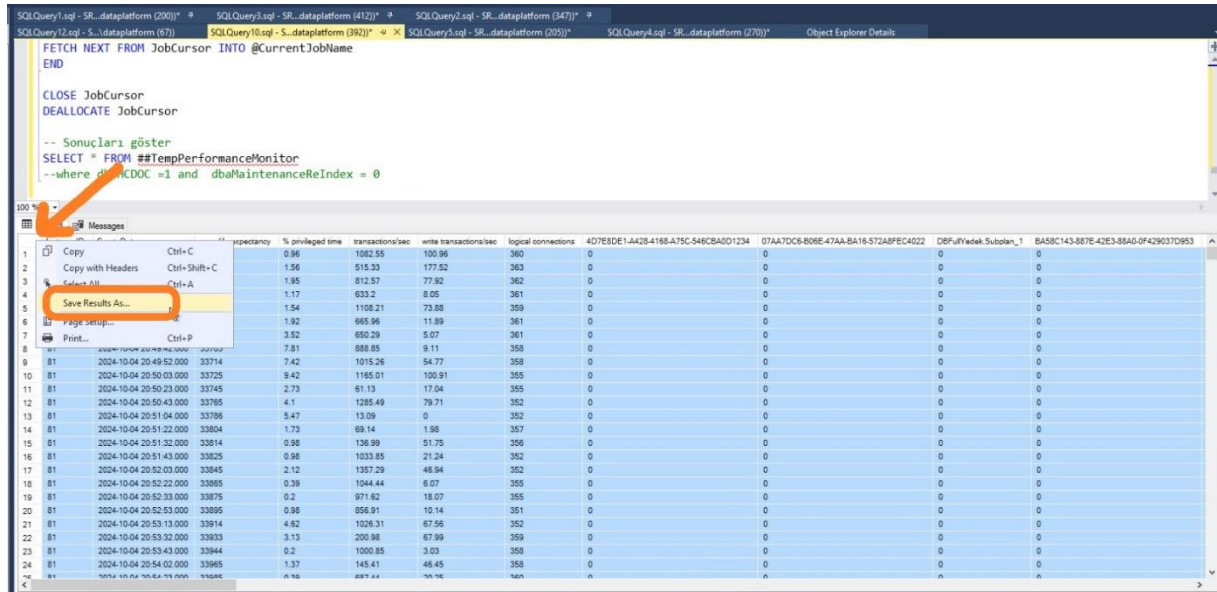 SQLQuery1.sql - SR...dataplatform (200))* SQLQuery3.sql - SR...dataplatform (412))* SQLQuery2.sql - SR...dataplatform (347))*
SQLQuery12.sql - S...\dataplatform (67)) SQLQuery10.sql - S...dataplatform (392))* SQLQuery5.sql - SR...dataplatform (205))* SQLQuery4.sql - SR...dataplatform (270))* Object Explorer Details
FETCH NEXT FROM JobCursor INTO @CurrentJobName
END
CLOSE JobCursor
DEALLOCATE JobCursor
-- Sonuçları göster
SELECT * FROM ##TempPerformanceMonitor
--where =1 and dbaMaintenanceReIndex = 0
100 %
Messages
expectancy % privileged time transactions/sec write transactions/sec logical connections 4D7E8DE1-A428-4168-A75C-546CBA0D1234 07AA7DC6-B06E-47AA-BA16-572A8FEC4022 DBFullYedek.Subplan_1 BA58C143-887E-42E3-88A0-0F429037D953
1 Copy Ctrl+C 0.96 1082.55 100.96 360 0 0 0 0
2 Copy with Headers Ctrl+Shift+C 1.56 515.33 177.52 363 0 0 0 0
3 Select All Ctrl+A 1.95 812.57 77.92 362 0 0 0 0
4 Save Results As... 1.17 633.2 8.05 361 0 0 0 0
5 1.54 1108.21 73.88 359 0 0 0 0
6 Page Setup... 1.92 665.96 11.89 361 0 0 0 0
7 Print... Ctrl+P 3.52 650.29 5.07 361 0 0 0 0
8 81 7.81 888.85 9.11 358 0 0 0 0
9 81 2024-10-04 20:49:52.000 33714 7.42 1015.26 54.77 358 0 0 0 0
10 81 2024-10-04 20:50:03.000 33725 9.42 1165.01 100.91 355 0 0 0 0
11 81 2024-10-04 20:50:23.000 33745 2.73 61.13 17.04 355 0 0 0 0
12 81 2024-10-04 20:50:43.000 33765 4.1 1285.49 79.71 352 0 0 0 0
13 81 2024-10-04 20:51:04.000 33786 5.47 13.09 0 352 0 0 0 0
14 81 2024-10-04 20:51:22.000 33804 1.73 69.14 1.98 357 0 0 0 0
15 81 2024-10-04 20:51:32.000 33814 0.98 136.99 51.75 356 0 0 0 0
16 81 2024-10-04 20:51:43.000 33825 0.98 1033.85 21.24 352 0 0 0 0
17 81 2024-10-04 20:52:03.000 33845 2.12 1357.29 46.94 352 0 0 0 0
18 81 2024-10-04 20:52:22.000 33865 0.39 1044.44 6.07 355 0 0 0 0
19 81 2024-10-04 20:52:33.000 33875 0.2 971.62 18.07 355 0 0 0 0
20 81 2024-10-04 20:52:53.000 33895 0.98 856.91 10.14 351 0 0 0 0
21 81 2024-10-04 20:53:13.000 33914 4.62 1026.31 67.56 352 0 0 0 0
22 81 2024-10-04 20:53:32.000 33933 3.13 200.98 67.99 359 0 0 0 0
23 81 2024-10-04 20:53:43.000 33944 0.2 1000.85 3.03 358 0 0 0 0
24 81 2024-10-04 20:54:02.000 33965 1.37 145.41 46.45 358 0 0 0 0